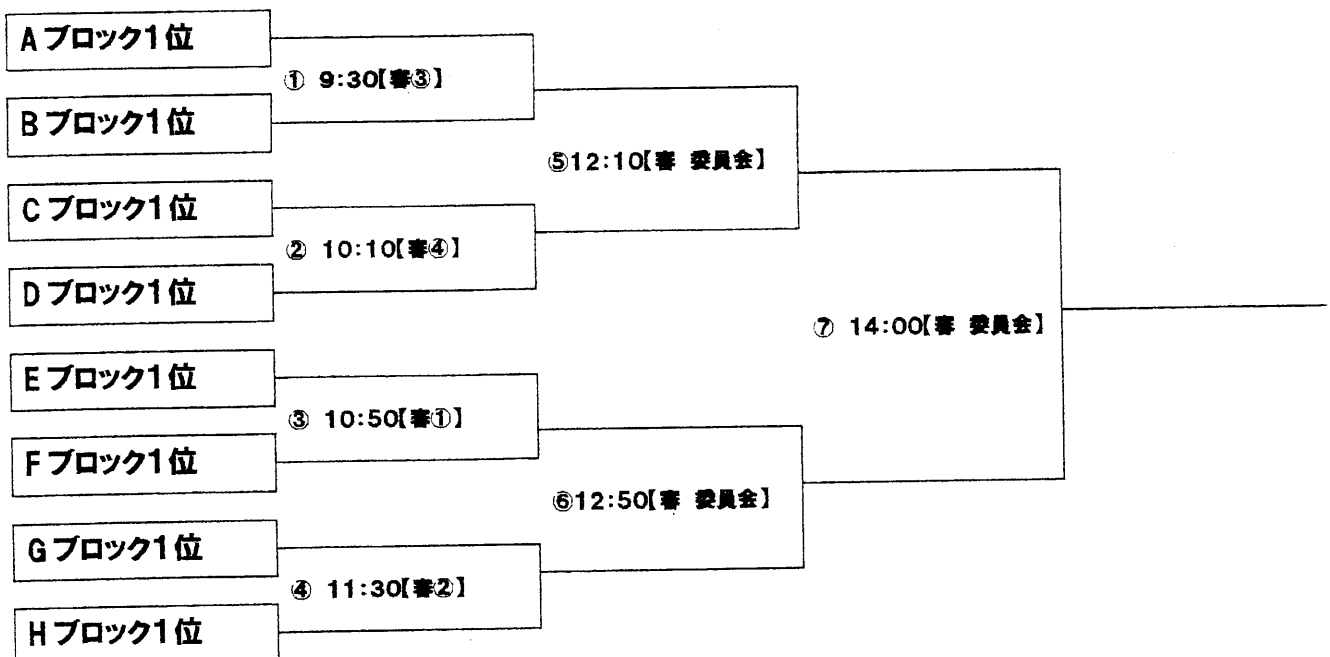 Aブロック1位
① 9:30【審③】
Bブロック1位
⑤12:10【審 委員会】
Cブロック1位
② 10:10【審④】
Dブロック1位
⑦ 14:00【審 委員会】
Eブロック1位
③ 10:50【審①】
Fブロック1位
⑥12:50【審 委員会】
Gブロック1位
④ 11:30【審②】
Hブロック1位